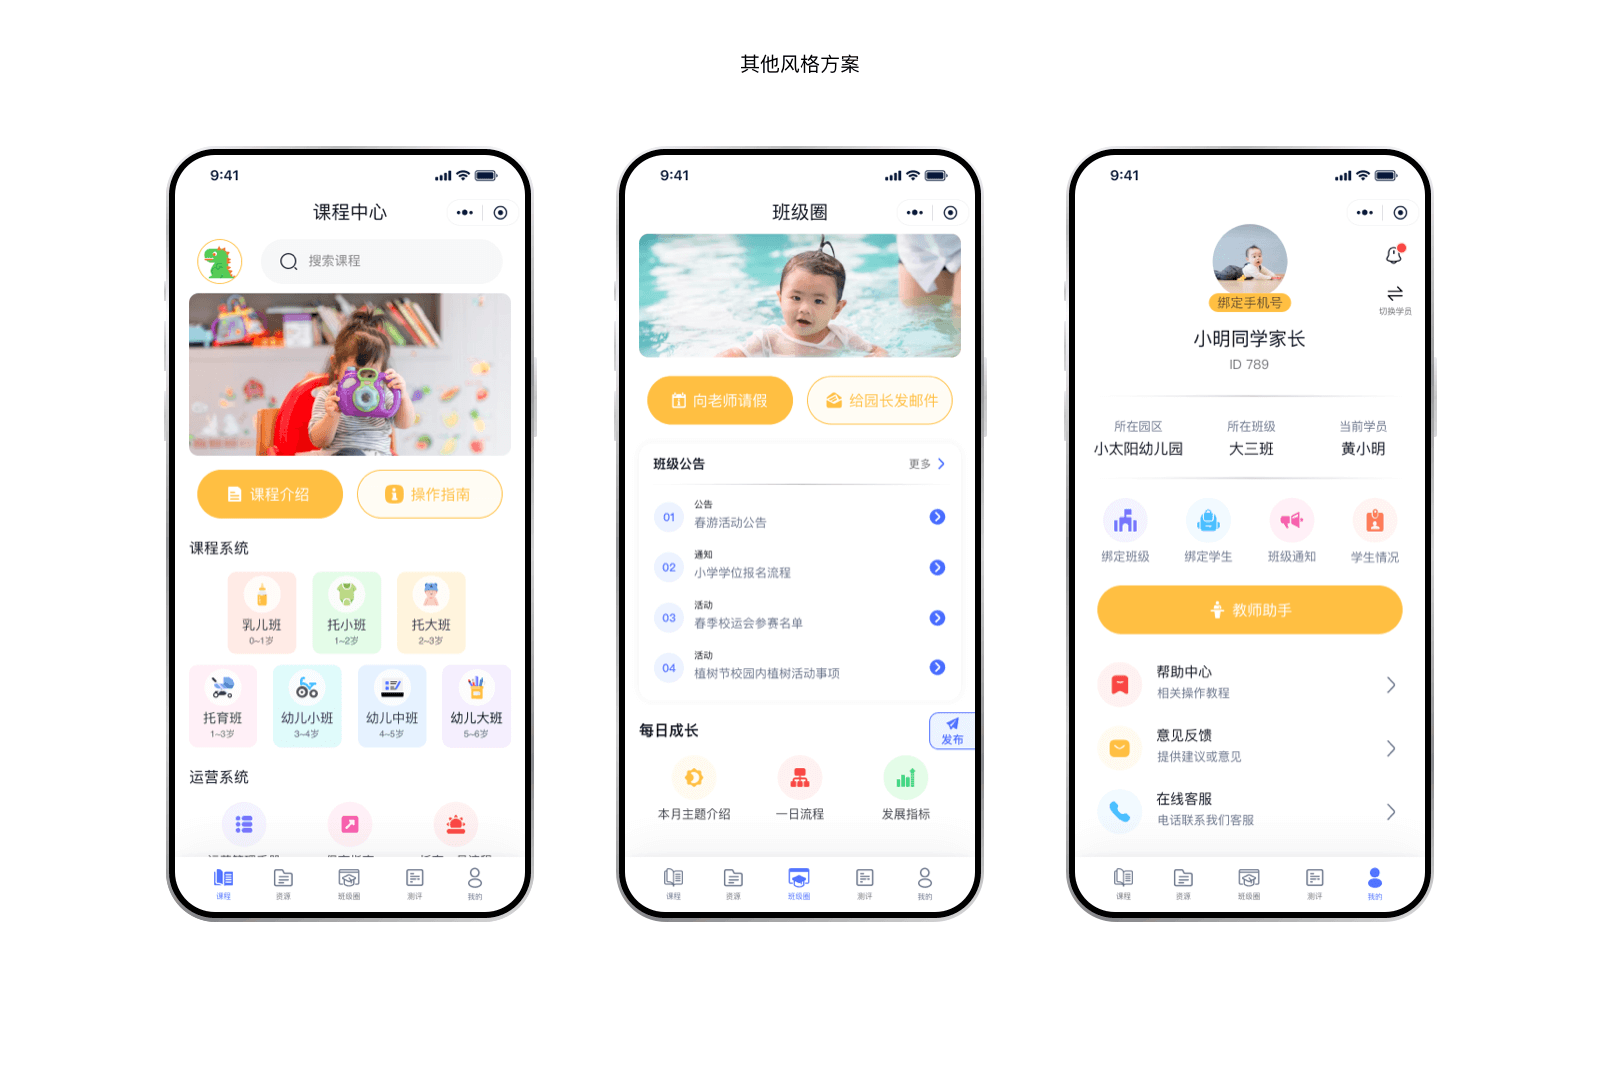 其他风格方案
9:41
课程中心
搜索课程
课程介绍
操作指南
课程系统
乳儿班
0~1岁
托小班
1~2岁
托大班
2~3岁
托育班
1~3岁
幼儿小班
3~4岁
幼儿中班
4~5岁
幼儿大班
5~6岁
运营系统
课程
资源
班级圈
测评
我的
9:41
班级圈
向老师请假
给园长发邮件
班级公告
更多
01
公告
春游活动公告
02
通知
小学学位报名流程
03
活动
春季校运会参赛名单
04
活动
植树节校园内植树活动事项
每日成长
发布
本月主题介绍
一日流程
发展指标
课程
资源
班级圈
测评
我的
9:41
绑定手机号
切换学员
小明同学家长
ID 789
所在园区
小太阳幼儿园
所在班级
大三班
当前学员
黄小明
绑定班级
绑定学生
班级通知
学生情况
教师助手
帮助中心
相关操作教程
意见反馈
提供建议或意见
在线客服
电话联系我们客服
课程
资源
班级圈
测评
我的